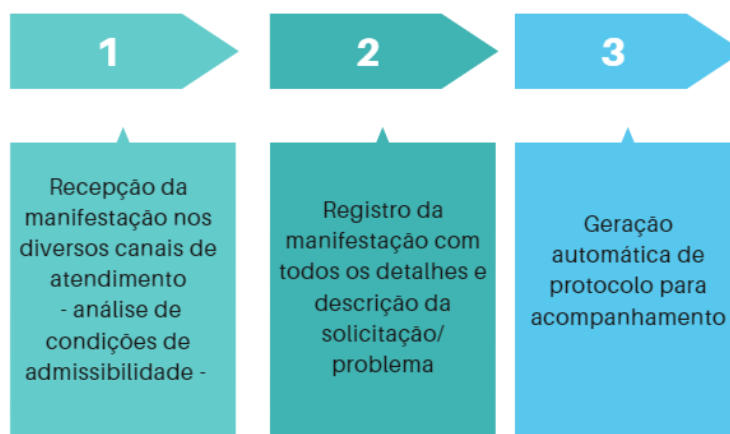 1
2
3
Recepção da
manifestação nos
diversos canais de
atendimento
- análise de
condições de
admissibilidade -
Registro da
manifestação com
todos os detalhes e
descrição da
solicitação/
problema
Geração
automática de
protocolo para
acompanhamento